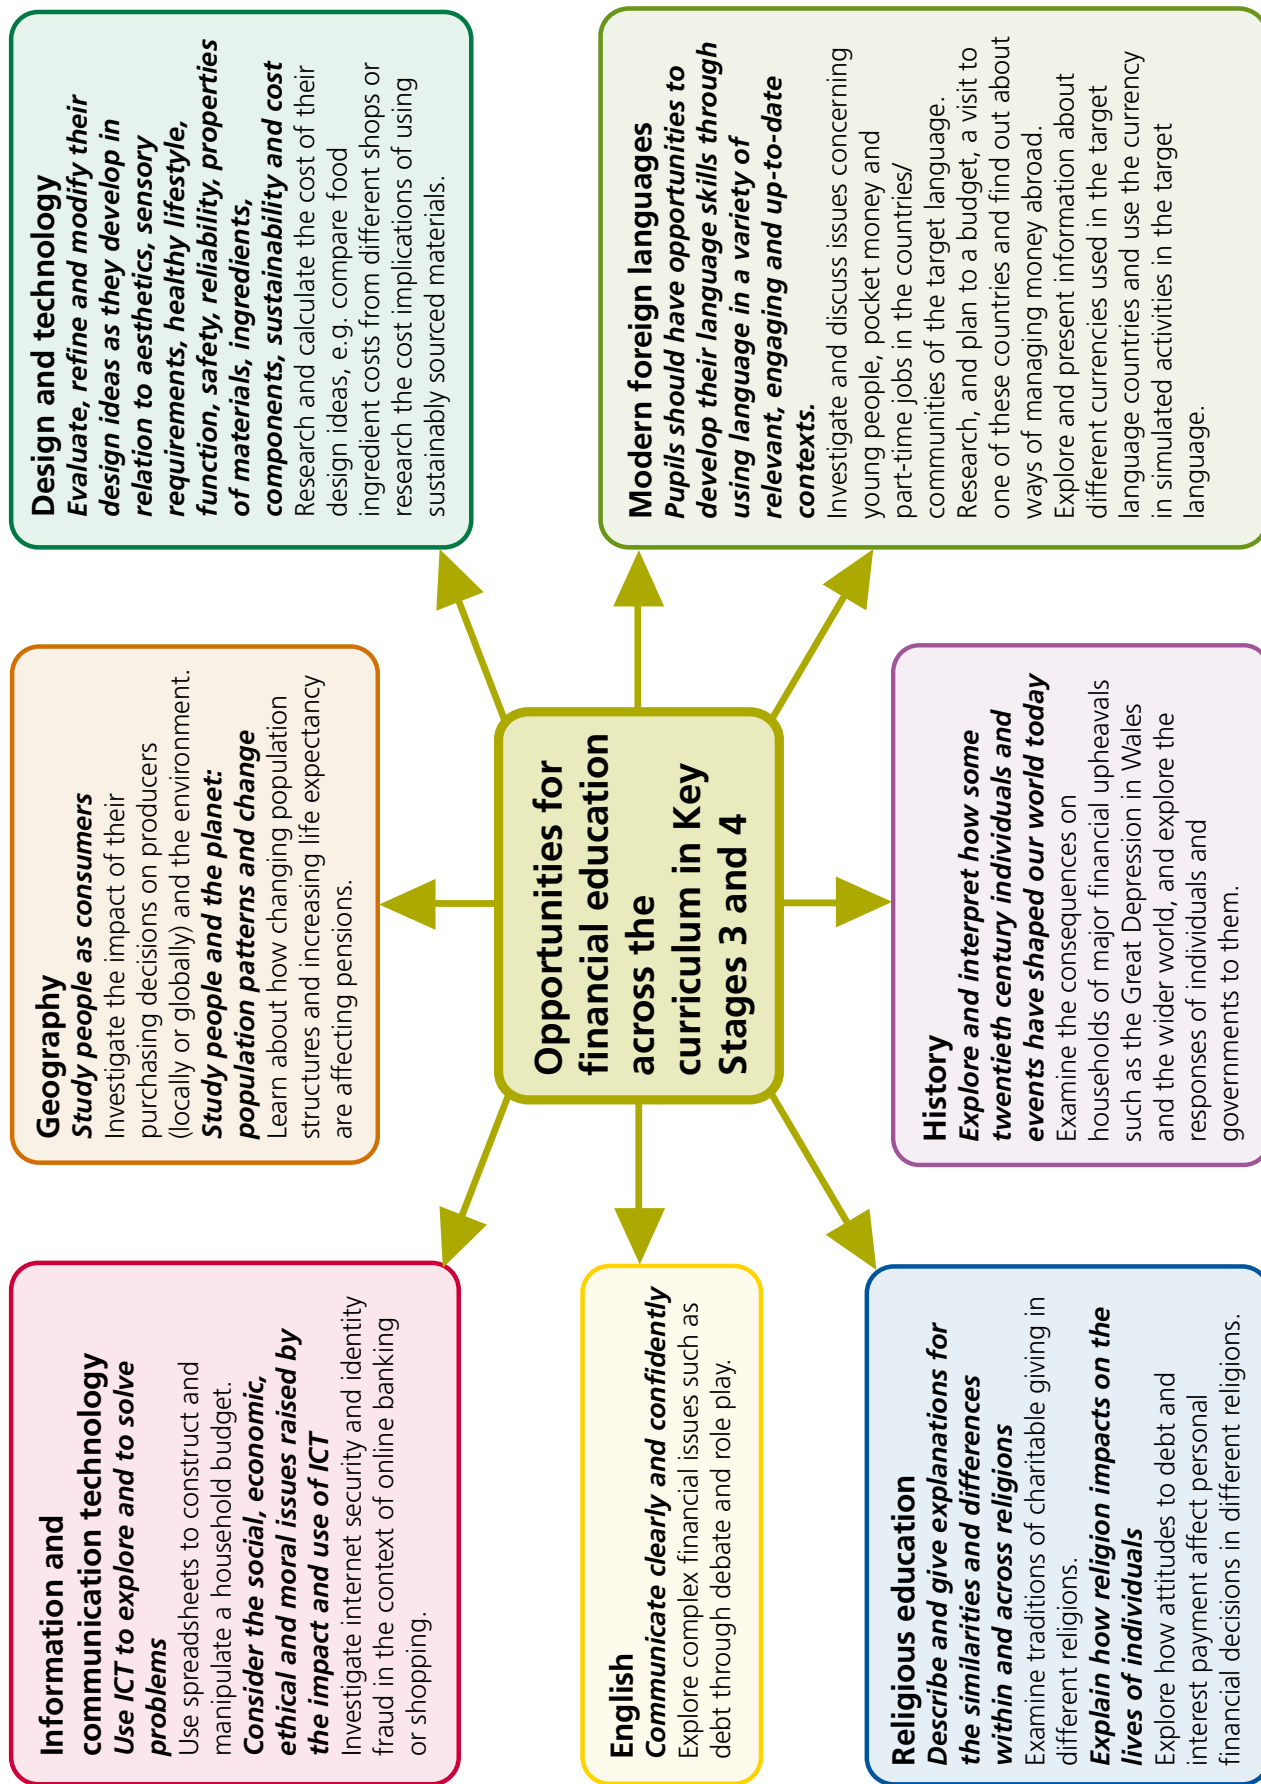 Information and
communication technology
Use ICT to explore and to solve
problems
Use spreadsheets to construct and
manipulate a household budget.
Consider the social, economic,
ethical and moral issues raised by
the impact and use of ICT
Investigate internet security and identity
fraud in the context of online banking
or shopping.
Geography
Study people as consumers
Investigate the impact of their
purchasing decisions on producers
(locally or globally) and the environment.
Study people and the planet:
population patterns and change
Learn about how changing population
structures and increasing life expectancy
are affecting pensions.
Design and technology
Evaluate, refine and modify their
design ideas as they develop in
relation to aesthetics, sensory
requirements, healthy lifestyle,
function, safety, reliability, properties
of materials, ingredients,
components, sustainability and cost
Research and calculate the cost of their
design ideas, e.g. compare food
ingredient costs from different shops or
research the cost implications of using
sustainably sourced materials.
English
Communicate clearly and confidently
Explore complex financial issues such as
debt through debate and role play.
Opportunities for
financial education
across the
curriculum in Key
Stages 3 and 4
Modern foreign languages
Pupils should have opportunities to
develop their language skills through
using language in a variety of
relevant, engaging and up-to-date
contexts.
Investigate and discuss issues concerning
young people, pocket money and
part-time jobs in the countries/
communities of the target language.
Research, and plan to a budget, a visit to
one of these countries and find out about
ways of managing money abroad.
Explore and present information about
different currencies used in the target
language countries and use the currency
in simulated activities in the target
language.
Religious education
Describe and give explanations for
the similarities and differences
within and across religions
Examine traditions of charitable giving in
different religions.
Explain how religion impacts on the
lives of individuals
Explore how attitudes to debt and
interest payment affect personal
financial decisions in different religions.
History
Explore and interpret how some
twentieth century individuals and
events have shaped our world today
Examine the consequences on
households of major financial upheavals
such as the Great Depression in Wales
and the wider world, and explore the
responses of individuals and
governments to them.